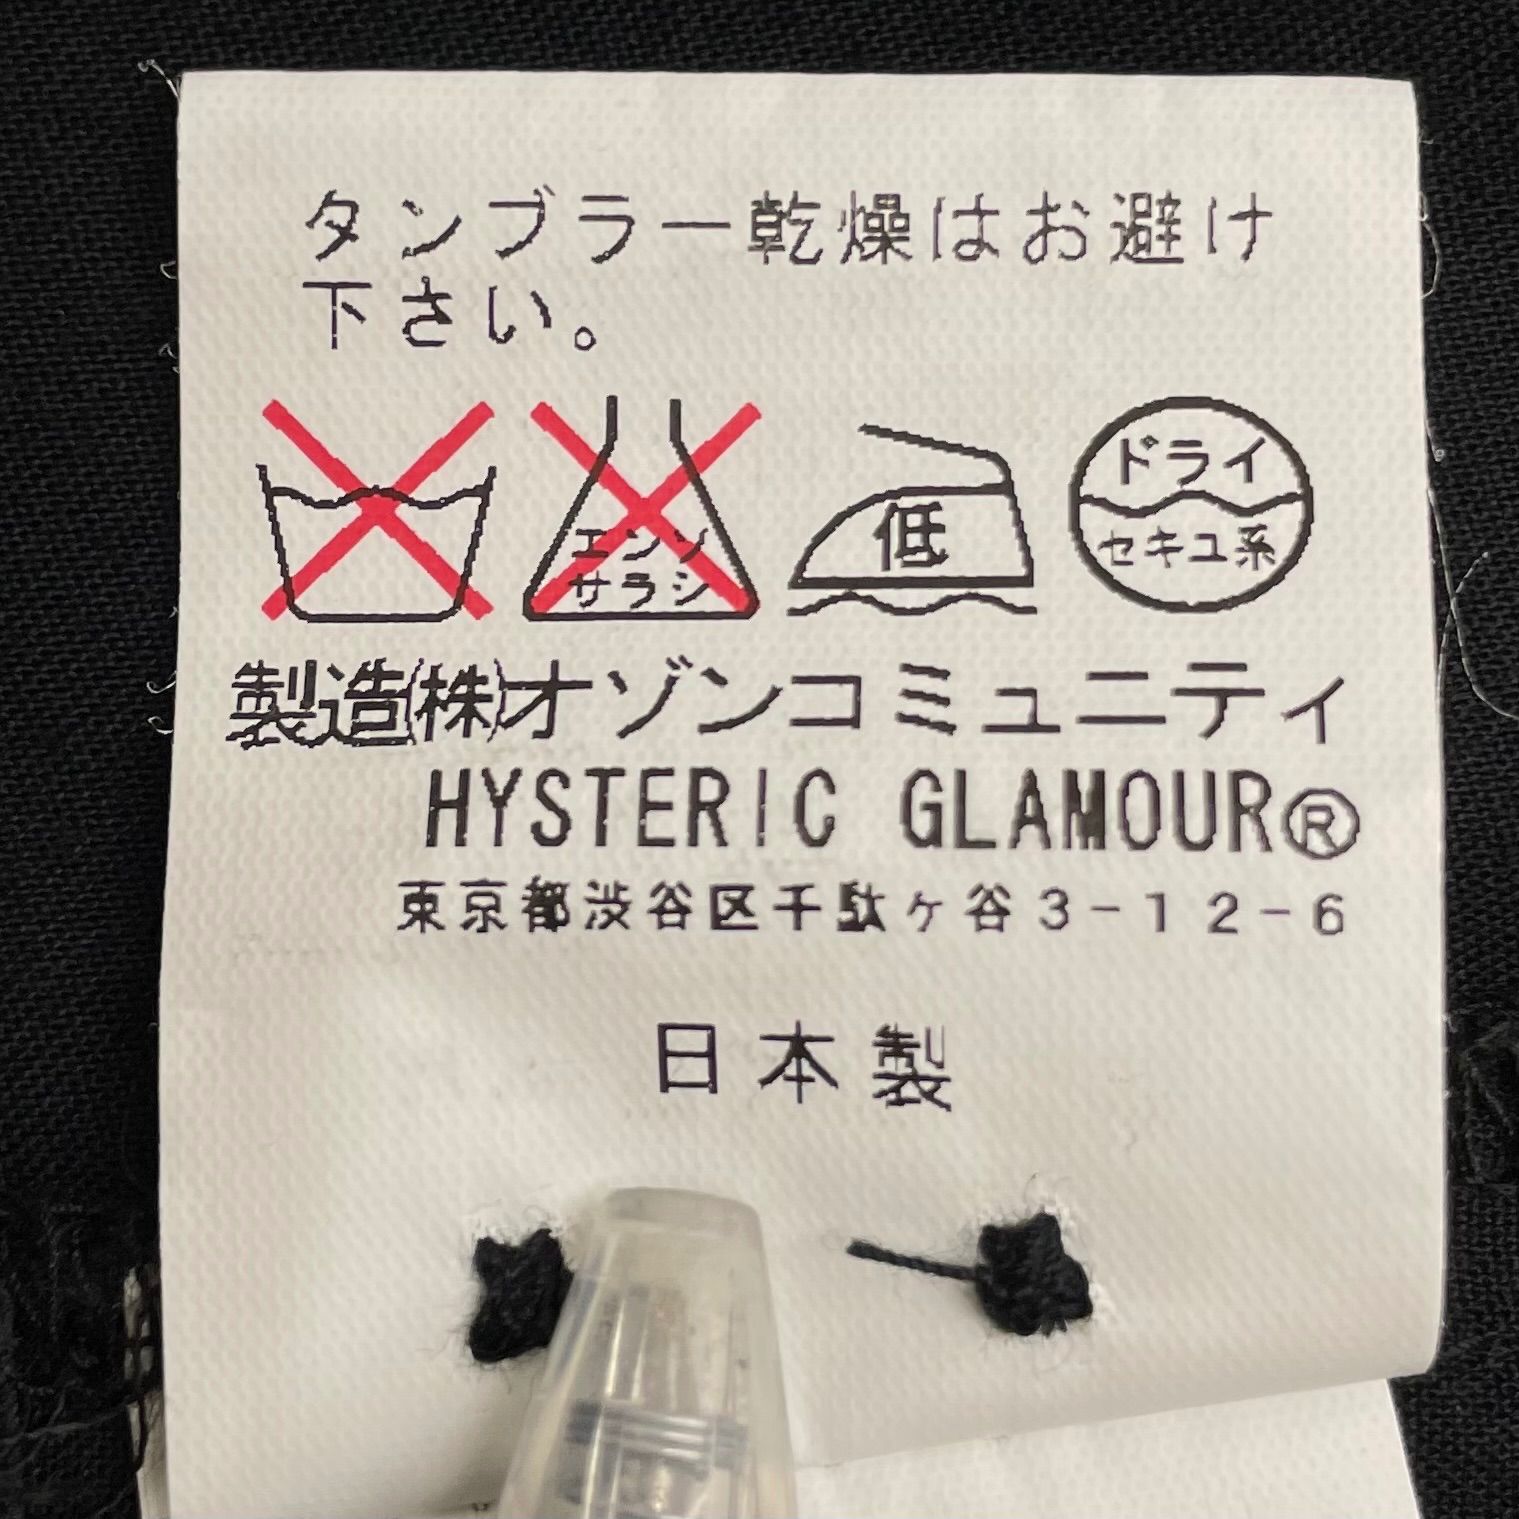 タンブラー乾燥はお避け
下さい。
エンソ
サラシ
低
ドライ
セキユ系
製造(株)オゾンコミュニティ
HYSTERIC GLAMOUR®
東京都渋谷区千駄ヶ谷3-12-6
日本製